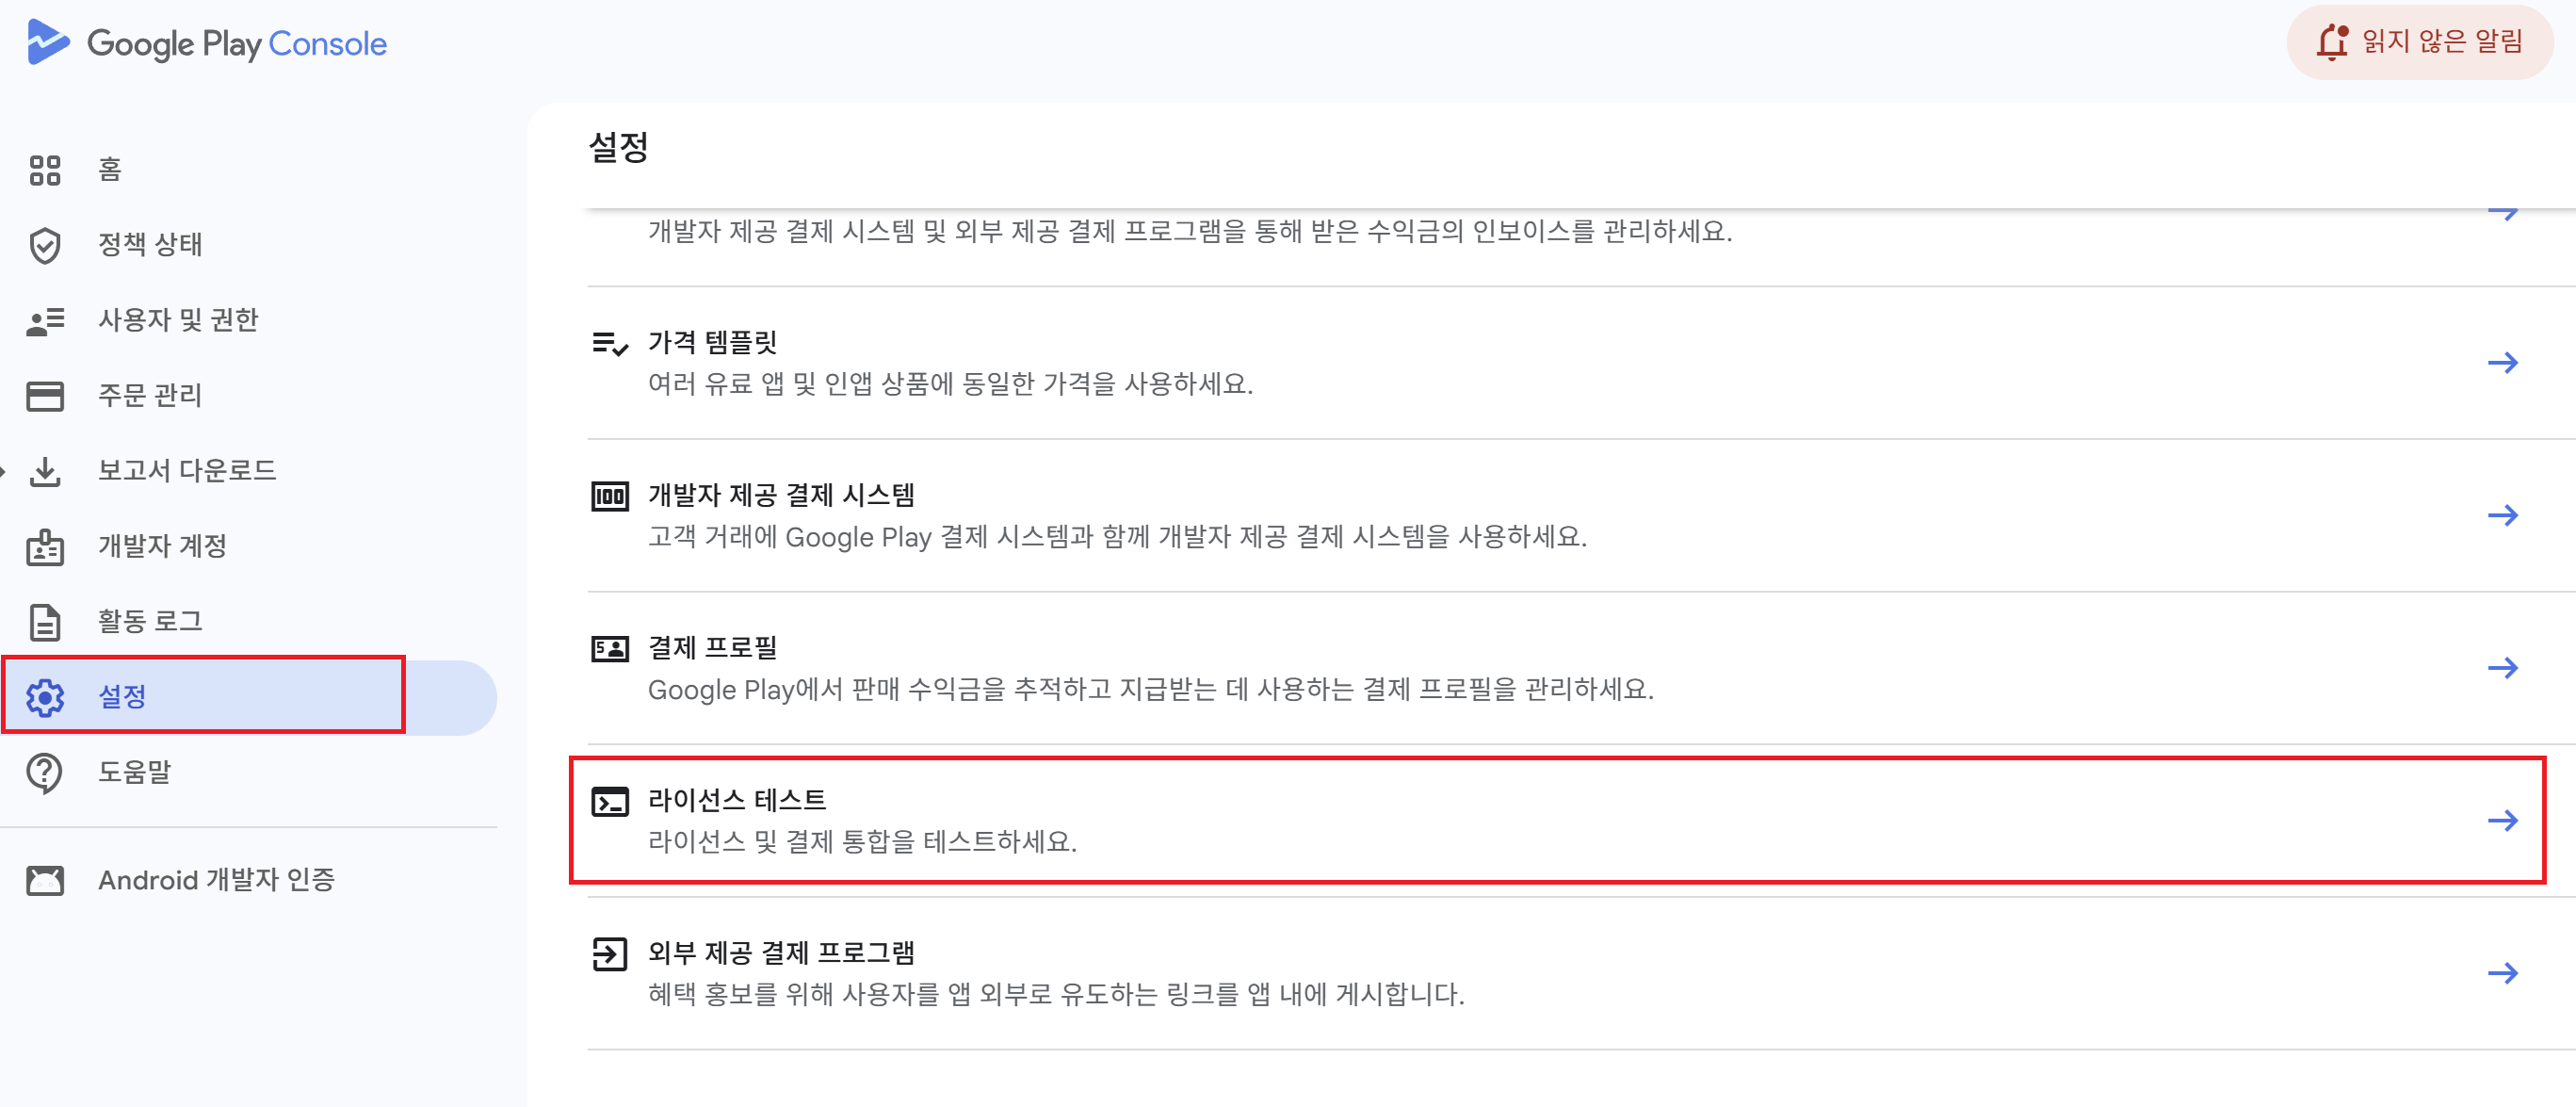 Google Play Console
읽지 않은 알림
홈
정책 상태
사용자 및 권한
주문 관리
보고서 다운로드
개발자 계정
활동 로그
설정
도움말
Android 개발자 인증
설정
개발자 제공 결제 시스템 및 외부 제공 결제 프로그램을 통해 받은 수익금의 인보이스를 관리하세요.
가격 템플릿
여러 유료 앱 및 인앱 상품에 동일한 가격을 사용하세요.
개발자 제공 결제 시스템
고객 거래에 Google Play 결제 시스템과 함께 개발자 제공 결제 시스템을 사용하세요.
결제 프로필
Google Play에서 판매 수익금을 추적하고 지급받는 데 사용하는 결제 프로필을 관리하세요.
라이선스 테스트
라이선스 및 결제 통합을 테스트하세요.
외부 제공 결제 프로그램
혜택 홍보를 위해 사용자를 앱 외부로 유도하는 링크를 앱 내에 게시합니다.